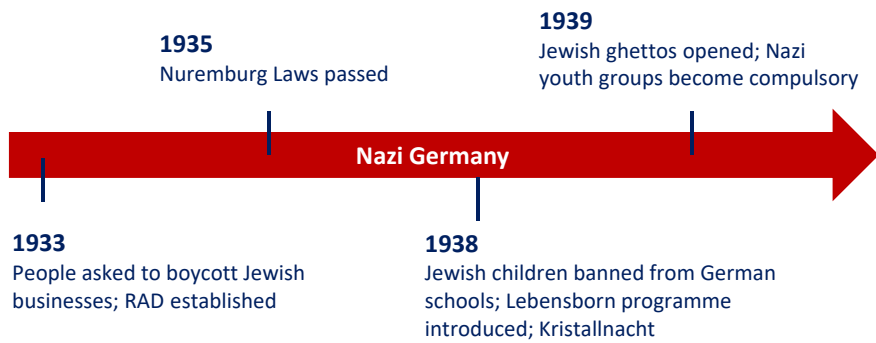 1935
Nuremburg Laws passed
1939
Jewish ghettos opened; Nazi
youth groups become compulsory
Nazi Germany
1933
People asked to boycott Jewish
businesses; RAD established
1938
Jewish children banned from German
schools; Lebensborn programme
introduced; Kristallnacht